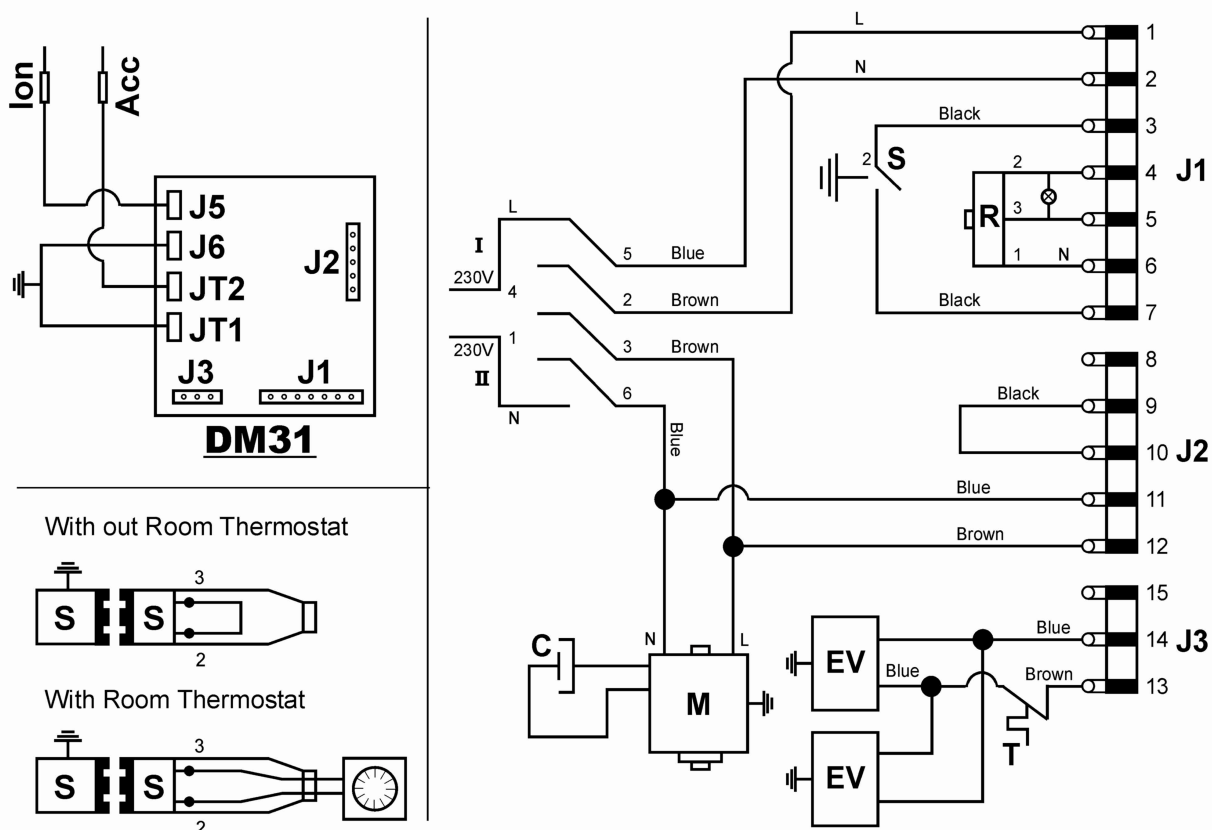 Ion
Acc
J5
J6
JT2
JT1
J2
J3
J1
DM31
With out Room Thermostat
3
S
S
2
With Room Thermostat
3
S
S
2
L
1
N
2
Black
3
2
S
2
4
J1
R
3
5
1
N
6
Black
7
L
I
230V
5
Blue
4
2
Brown
1
230V
II
3
Brown
6
N
Blue
8
Black
9
10
J2
Blue
11
Brown
12
15
C
N
L
M
EV
Blue
14
J3
Blue
Brown
13
T
EV